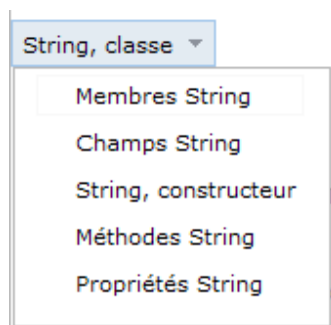 String, classe
Membres String
Champs String
String, constructeur
Méthodes String
Propriétés String